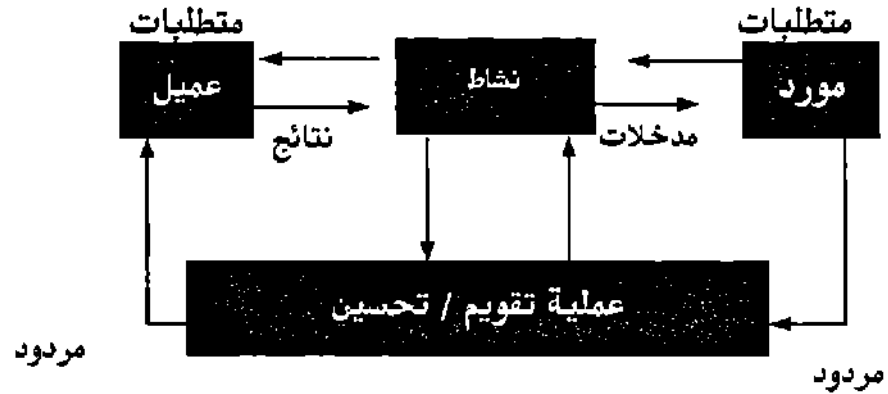 متطلبات
متطلبات
مورد
نشاط
عميل
مدخلات
نتائج
عملية تقويم / تحسين
مردود
مردود